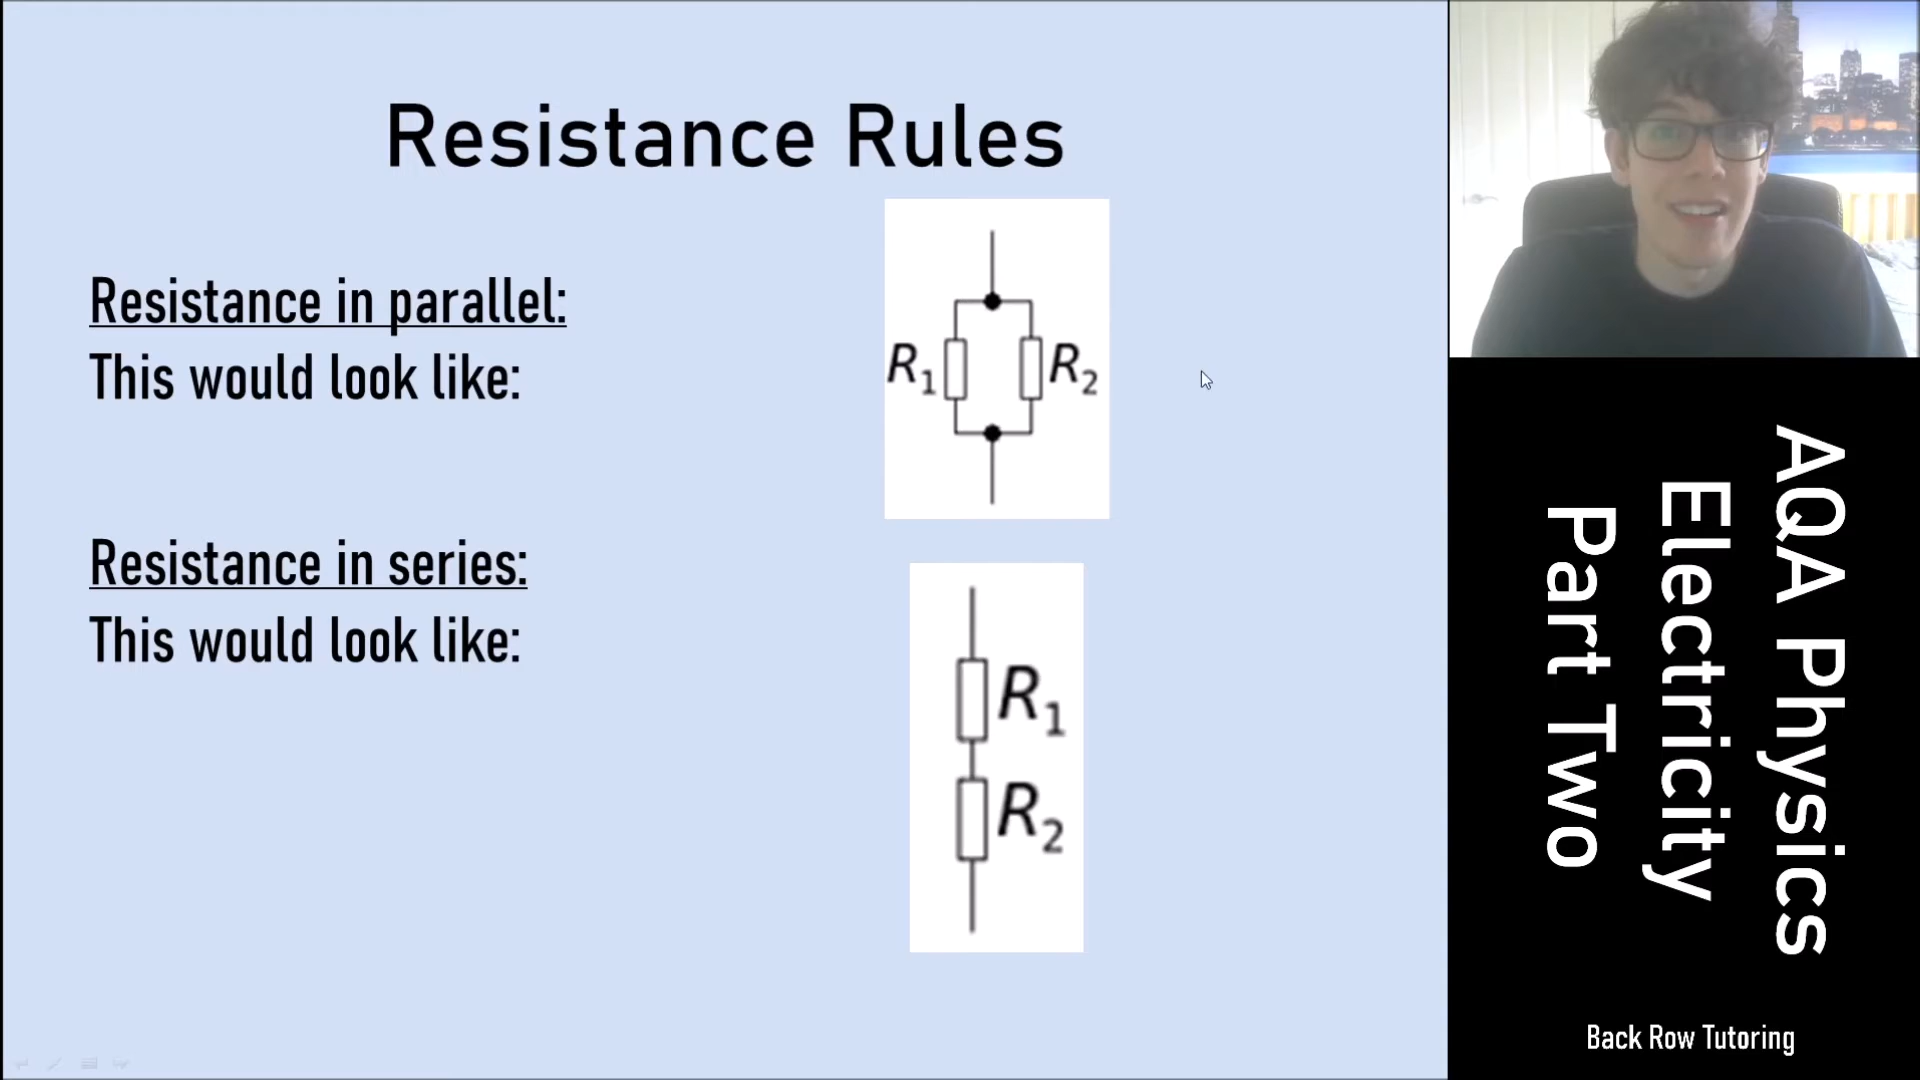 Resistance Rules
Resistance in parallel:
This would look like:
R1
R2
Resistance in series:
This would look like:
R1
R2
AQA Physics
Electricity
Part Two
Back Row Tutoring